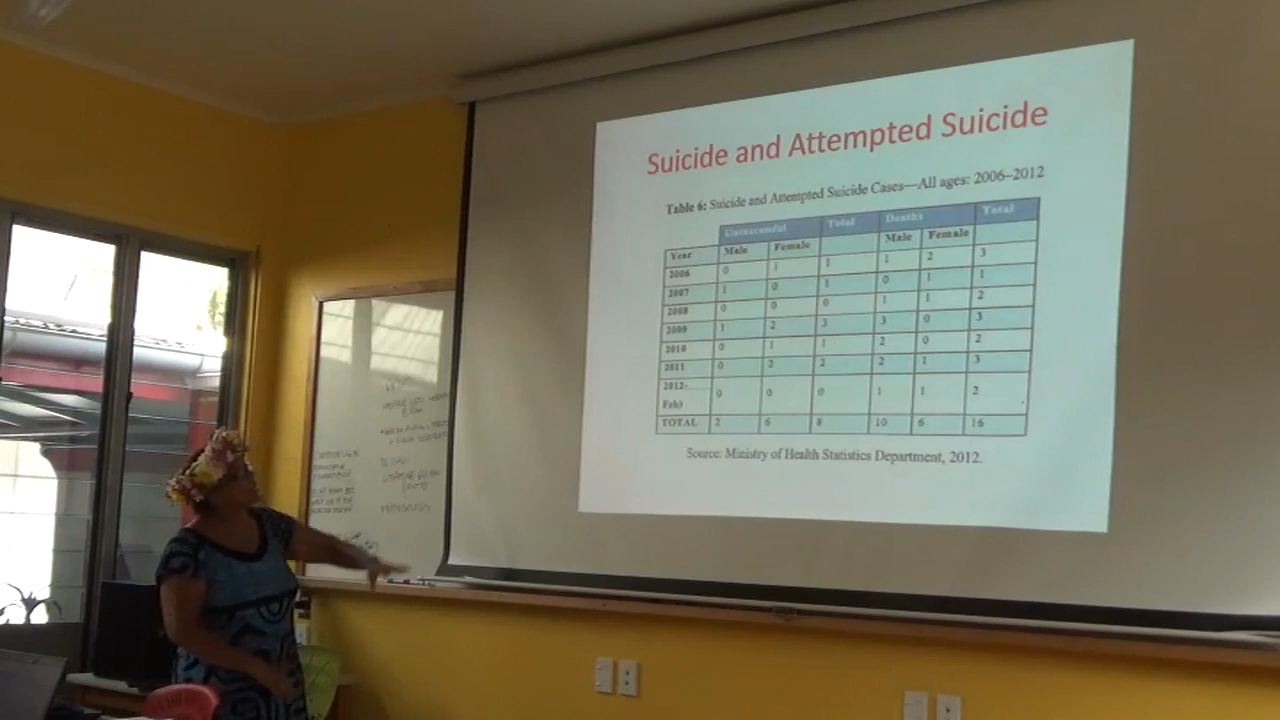 Suicide and Attempted Suicide
Table 6: Suicide and Attempted Suicide Cases—All ages: 2006–2012
Unsuccessful Total Deaths Total
Year Male Female Male Female
2006 0 1 1 1 2 3
2007 1 0 1 0 1 1
2008 0 0 0 1 1 2
2009 1 2 3 3 0 3
2010 0 1 1 2 0 2
2011 0 2 2 2 1 3
2012-
Feb) 0 0 0 1 1 2
TOTAL 2 6 8 10 6 16
Source: Ministry of Health Statistics Department, 2012.